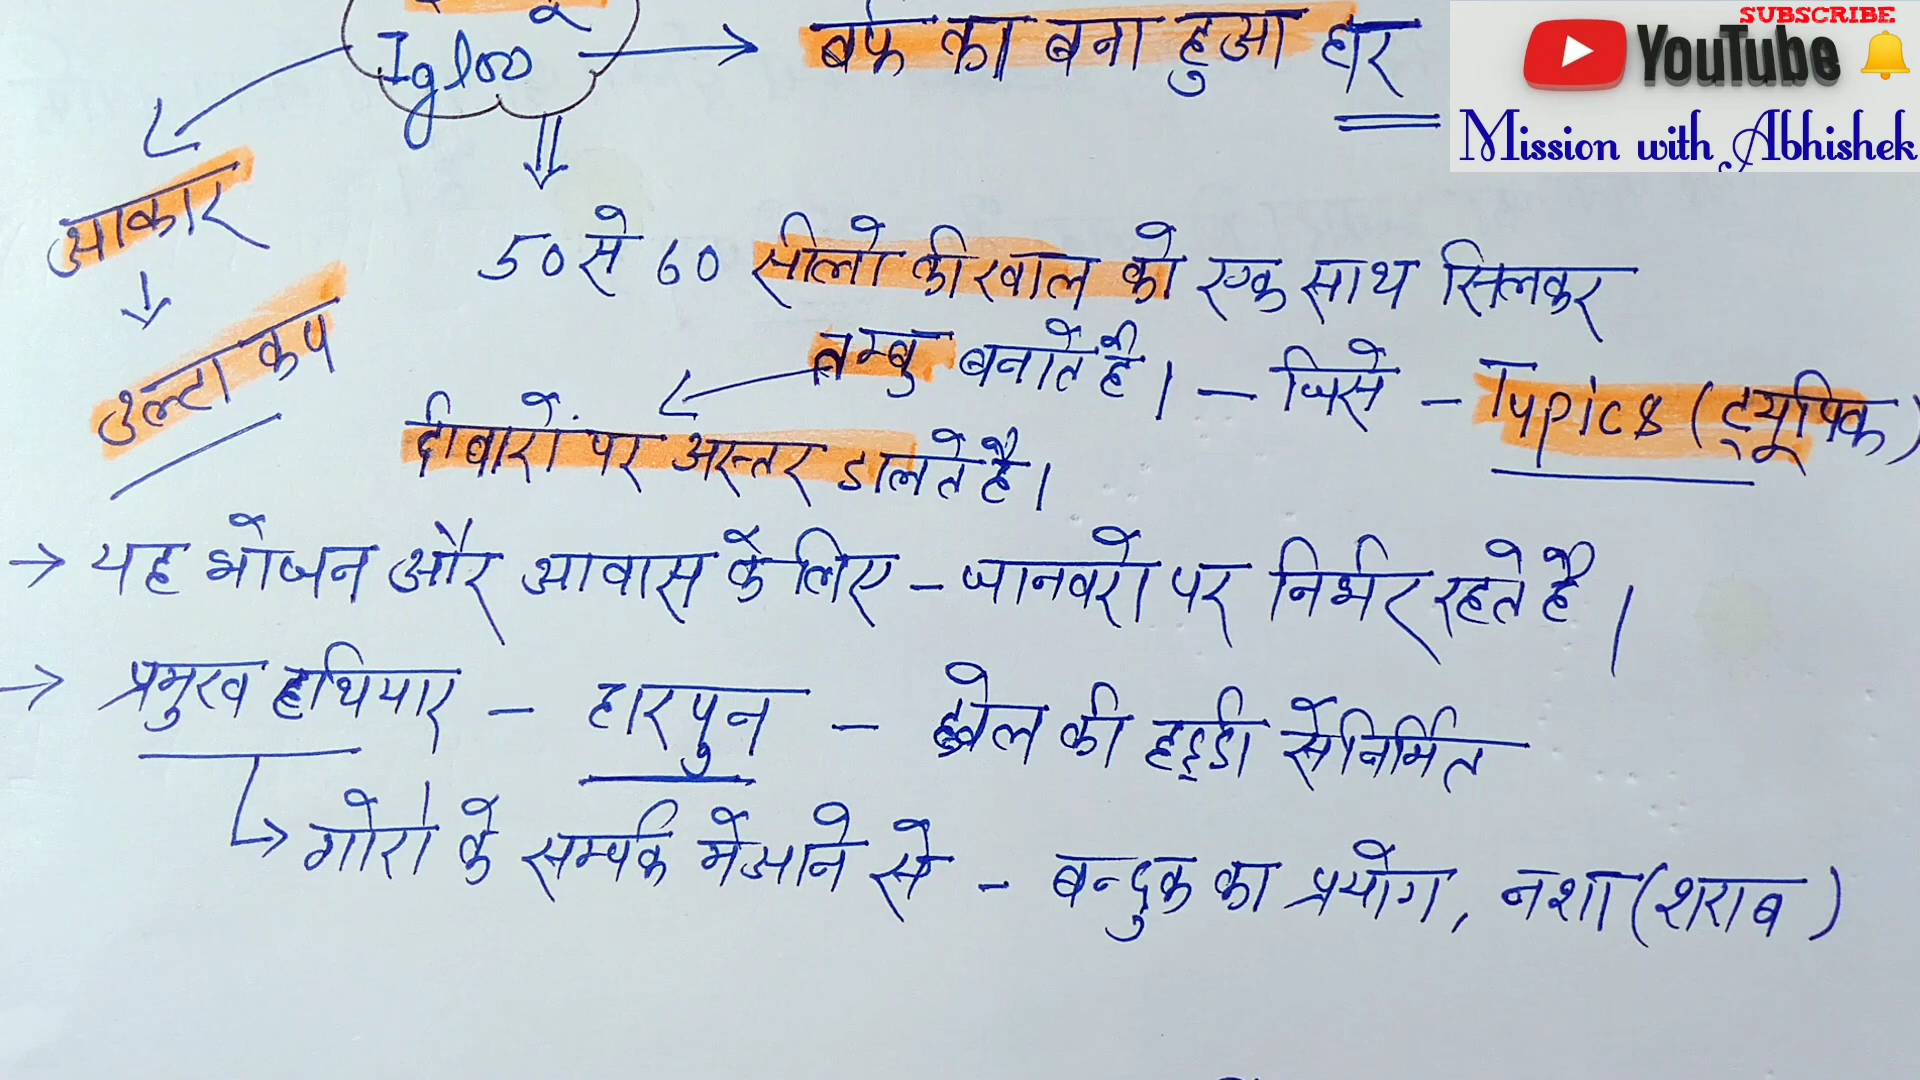 Igloo → बर्फ का बना हुआ घर
SUBSCRIBE
YouTube
Mission with Abhishek
आकार
उल्टा कप
50 से 60 सीलो की खाल को एक साथ सिलकर
तम्बु बनाते है। – जिसे – Tupics (ट्यूपिक)
दीवारों पर अस्तर डालते है।
→ यह भोजन और आवास के लिए – जानवरो पर निर्भर रहते है।
→ प्रमुख हथियार – हारपुन – ह्वेल की हड्डी से निर्मित
गोरो के सम्पर्क मे आने से – बन्दुक का प्रयोग, नशा (शराब)